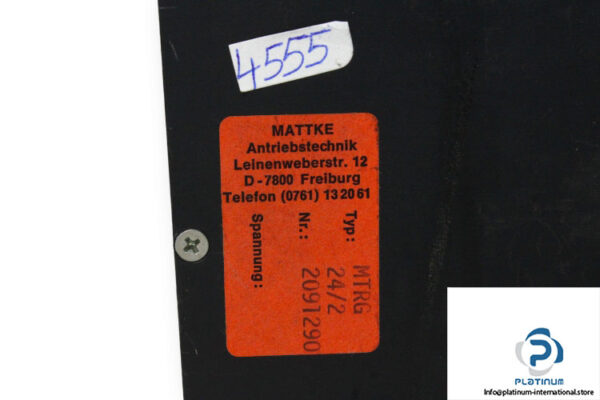 4555
MATTKE
Antriebstechnik
Leinenweberstr. 12
D-7800 Freiburg
Telefon (0761) 13 20 61
Typ: MTRG
24/2
Nr.: 2091290
Spannung:
PLATINUM
Info@platinum-international.store